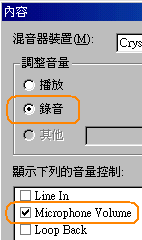 內容
混音器裝置(M): Crys
調整音量
播放
錄音
其他
顯示下列的音量控制:
Line In
Microphone Volume
Loop Back